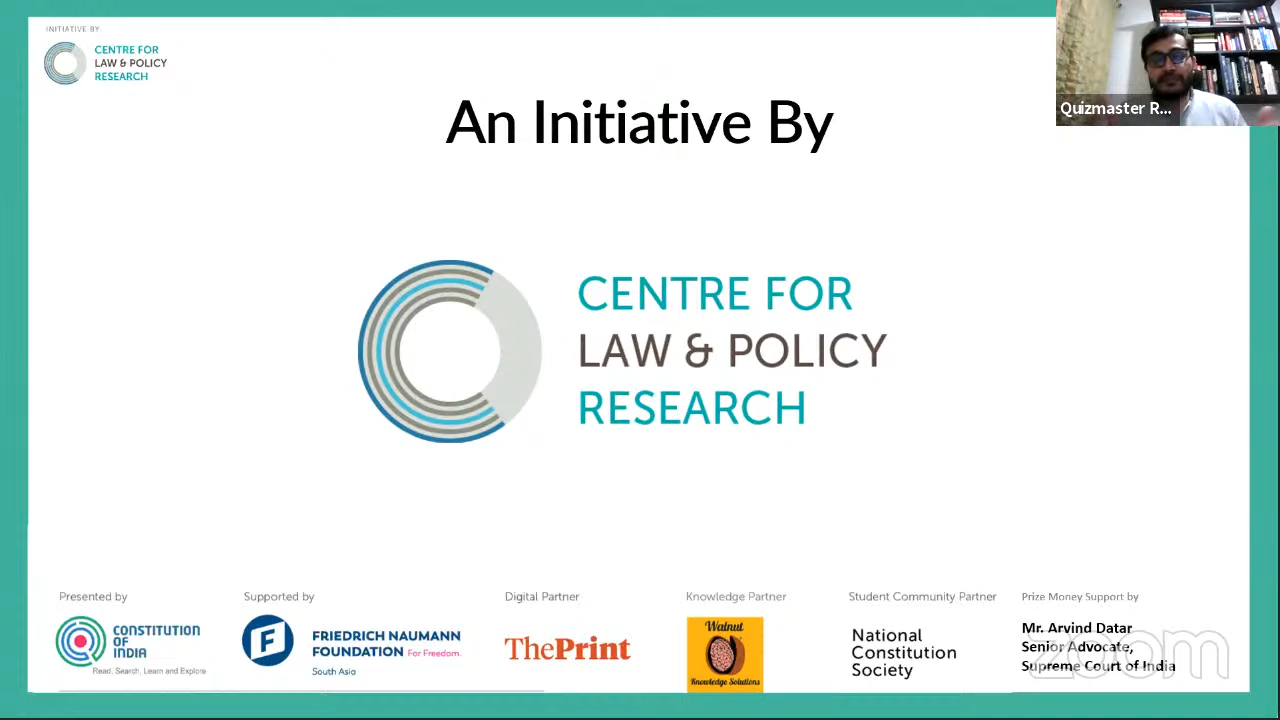 INITIATIVE BY
CENTRE FOR
LAW & POLICY
RESEARCH
An Initiative By
Quizmaster R...
CENTRE FOR
LAW & POLICY
RESEARCH
Presented by
CONSTITUTION
OF
INDIA
Read, Search, Learn and Explore
Supported by
F
FRIEDRICH NAUMANN
FOUNDATION For Freedom.
South Asia
Digital Partner
ThePrint
Knowledge Partner
Walnut
Knowledge Solutions
Student Community Partner
National
Constitution
Society
Prize Money Support by
Mr. Arvind Datar
Senior Advocate,
Supreme Court of India
zoom